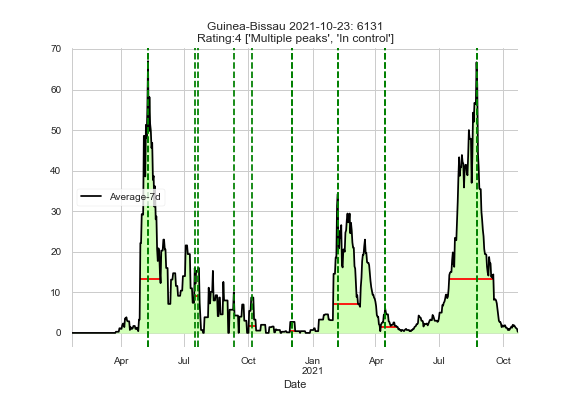 Guinea-Bissau 2021-10-23: 6131
Rating:4 ['Multiple peaks', 'In control']
70
60
50
40
30
20
10
0
Average-7d
Apr
Jul
Oct
Jan
2021
Apr
Jul
Oct
Date